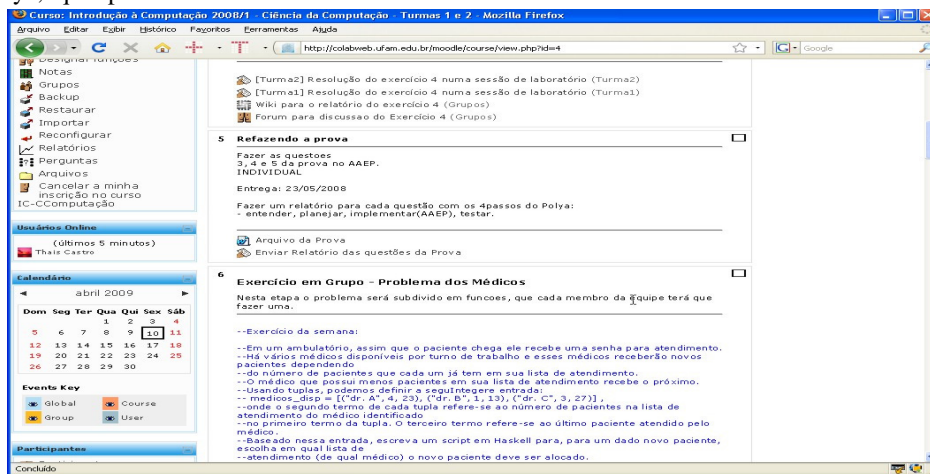 Curso: Introdução à Computação 2008/1 - Ciência da Computação - Turmas 1 e 2 - Mozilla Firefox
Arquivo Editar Exibir Histórico Favoritos Ferramentas Ajuda
http://colabweb.ufam.edu.br/moodle/course/view.php?id=4
Google
Designar funções
Notas
Grupos
Backup
Restaurar
Importar
Reconfigurar
Relatórios
Perguntas
Arquivos
Cancelar a minha
inscrição no curso
IC-CComputação
Usuários Online
(últimos 5 minutos)
Thais Castro
Calendário
abril 2009
Dom Seg Ter Qua Qui Sex Sáb
1 2 3 4
5 6 7 8 9 10 11
12 13 14 15 16 17 18
19 20 21 22 23 24 25
26 27 28 29 30
Events Key
Global Course
Group User
Participantes
[Turma2] Resolução do exercício 4 numa sessão de laboratório (Turma2)
[Turma1] Resolução do exercício 4 numa sessão de laboratório (Turma1)
Wiki para o relatório do exercício 4 (Grupos)
Forum para discussao do Exercício 4 (Grupos)
5 Refazendo a prova
Fazer as questoes
3, 4 e 5 da prova no AAEP.
INDIVIDUAL
Entrega: 23/05/2008
Fazer um relatório para cada questão com os 4passos do Polya:
- entender, planejar, implementar(AAEP), testar.
Arquivo da Prova
Enviar Relatório das questões da Prova
6
Exercício em Grupo - Problema dos Médicos
Nesta etapa o problema será subdivido em funcoes, que cada membro da equipe terá que
fazer uma.
--Exercício da semana:
--Em um ambulatório, assim que o paciente chega ele recebe uma senha para atendimento.
--Há vários médicos disponíveis por turno de trabalho e esses médicos receberão novos
pacientes dependendo
--do número de pacientes que cada um já tem em sua lista de atendimento.
--O médico que possui menos pacientes em sua lista de atendimento recebe o próximo.
--Usando tuplas, podemos definir a seguIntegere entrada:
-- medicos_disp = [("dr. A", 4, 23), ("dr. B", 1, 13), ("dr. C", 3, 27)] ,
--onde o segundo termo de cada tupla refere-se ao número de pacientes na lista de
atendimento do médico identificado
--no primeiro termo da tupla. O terceiro termo refere-se ao último paciente atendido pelo
médico.
--Baseado nessa entrada, escreva um script em Haskell para, para um dado novo paciente,
escolha em qual lista de
--atendimento (de qual médico) o novo paciente deve ser alocado.
Concluído